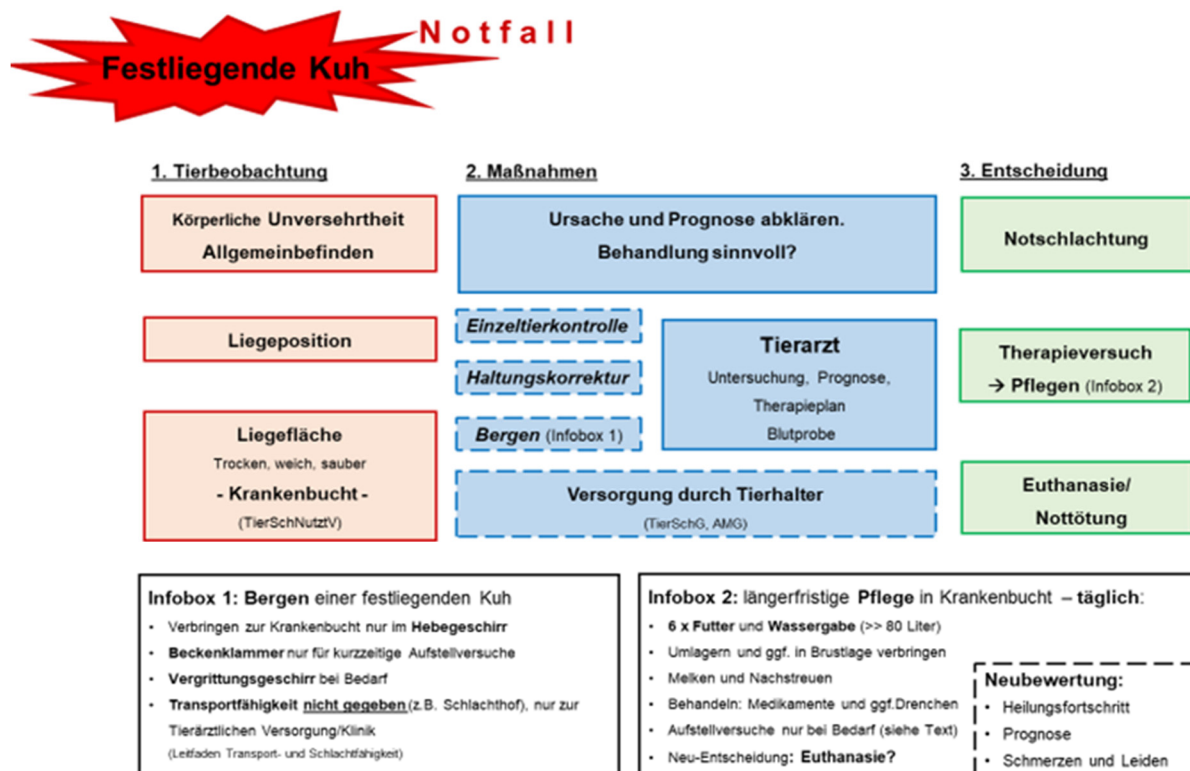 Notfall
Festliegende Kuh
1. Tierbeobachtung
Körperliche Unversehrtheit
Allgemeinbefinden
Liegeposition
Liegefläche
Trocken, weich, sauber
- Krankenbucht -
(TierSchNutztV)
2. Maßnahmen
Ursache und Prognose abklären.
Behandlung sinnvoll?
Einzeltierkontrolle
Haltungskorrektur
Bergen (Infobox 1)
Tierarzt
Untersuchung, Prognose,
Therapieplan
Blutprobe
Versorgung durch Tierhalter
(TierSchG, AMG)
3. Entscheidung
Notschlachtung
Therapieversuch
→ Pflegen (Infobox 2)
Euthanasie/
Nottötung
Infobox 1: Bergen einer festliegenden Kuh
• Verbringen zur Krankenbucht nur im Hebegeschirr
• Beckenklammer nur für kurzzeitige Aufstellversuche
• Vergrittungsgeschirr bei Bedarf
• Transportfähigkeit nicht gegeben (z.B. Schlachthof), nur zur
Tierärztlichen Versorgung/Klinik
(Leitfaden Transport- und Schlachtfähigkeit)
Infobox 2: längerfristige Pflege in Krankenbucht – täglich:
• 6 x Futter und Wassergabe (>> 80 Liter)
• Umlagern und ggf. in Brustlage verbringen
• Melken und Nachstreuen
• Behandeln: Medikamente und ggf.Drenchen
• Aufstellversuche nur bei Bedarf (siehe Text)
• Neu-Entscheidung: Euthanasie?
Neubewertung:
• Heilungsfortschritt
• Prognose
• Schmerzen und Leiden